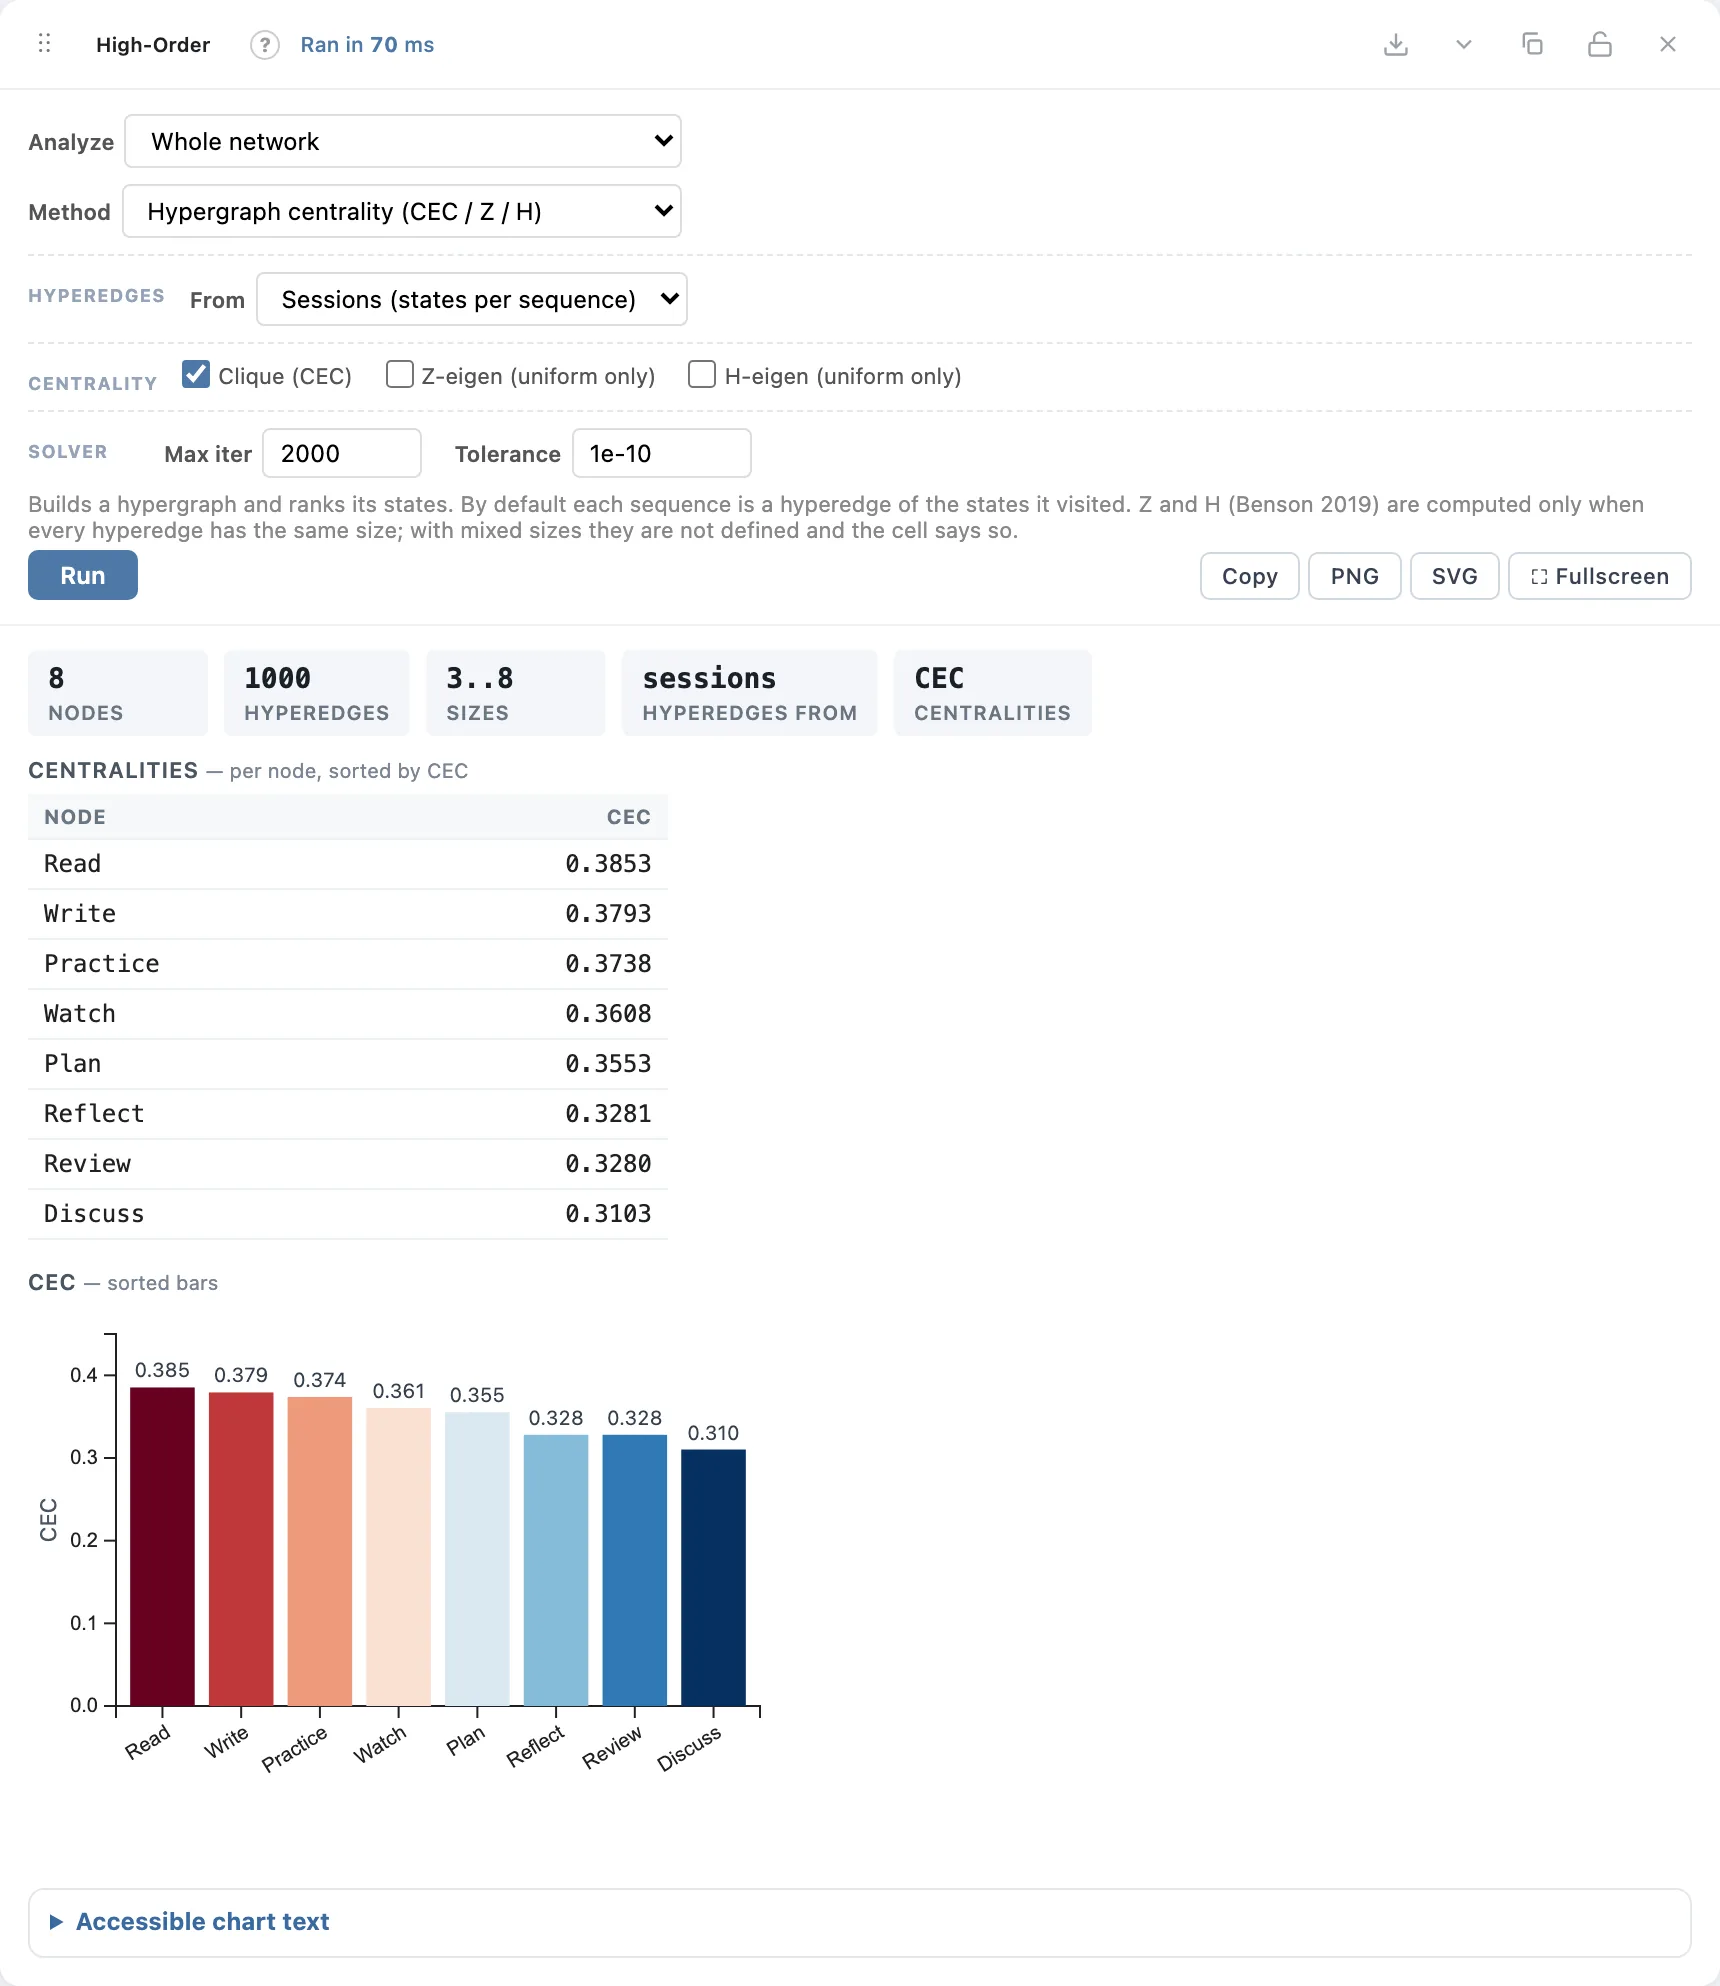 High-Order ? Ran in 70 ms
Analyze Whole network
Method Hypergraph centrality (CEC / Z / H)
HYPEREDGES From Sessions (states per sequence)
CENTRALITY Clique (CEC) Z-eigen (uniform only) H-eigen (uniform only)
SOLVER Max iter 2000 Tolerance 1e-10
Builds a hypergraph and ranks its states. By default each sequence is a hyperedge of the states it visited. Z and H (Benson 2019) are computed only when
every hyperedge has the same size; with mixed sizes they are not defined and the cell says so.
Run Copy PNG SVG Fullscreen
8 1000 3..8 sessions CEC
NODES HYPEREDGES SIZES HYPEREDGES FROM CENTRALITIES
CENTRALITIES — per node, sorted by CEC
NODE CEC
Read 0.3853
Write 0.3793
Practice 0.3738
Watch 0.3608
Plan 0.3553
Reflect 0.3281
Review 0.3280
Discuss 0.3103
CEC — sorted bars
0.385 0.379 0.374 0.361 0.355 0.328 0.328 0.310
0.4
0.3
0.2
0.1
0.0
CEC
Read Write Practice Watch Plan Reflect Review Discuss
Accessible chart text